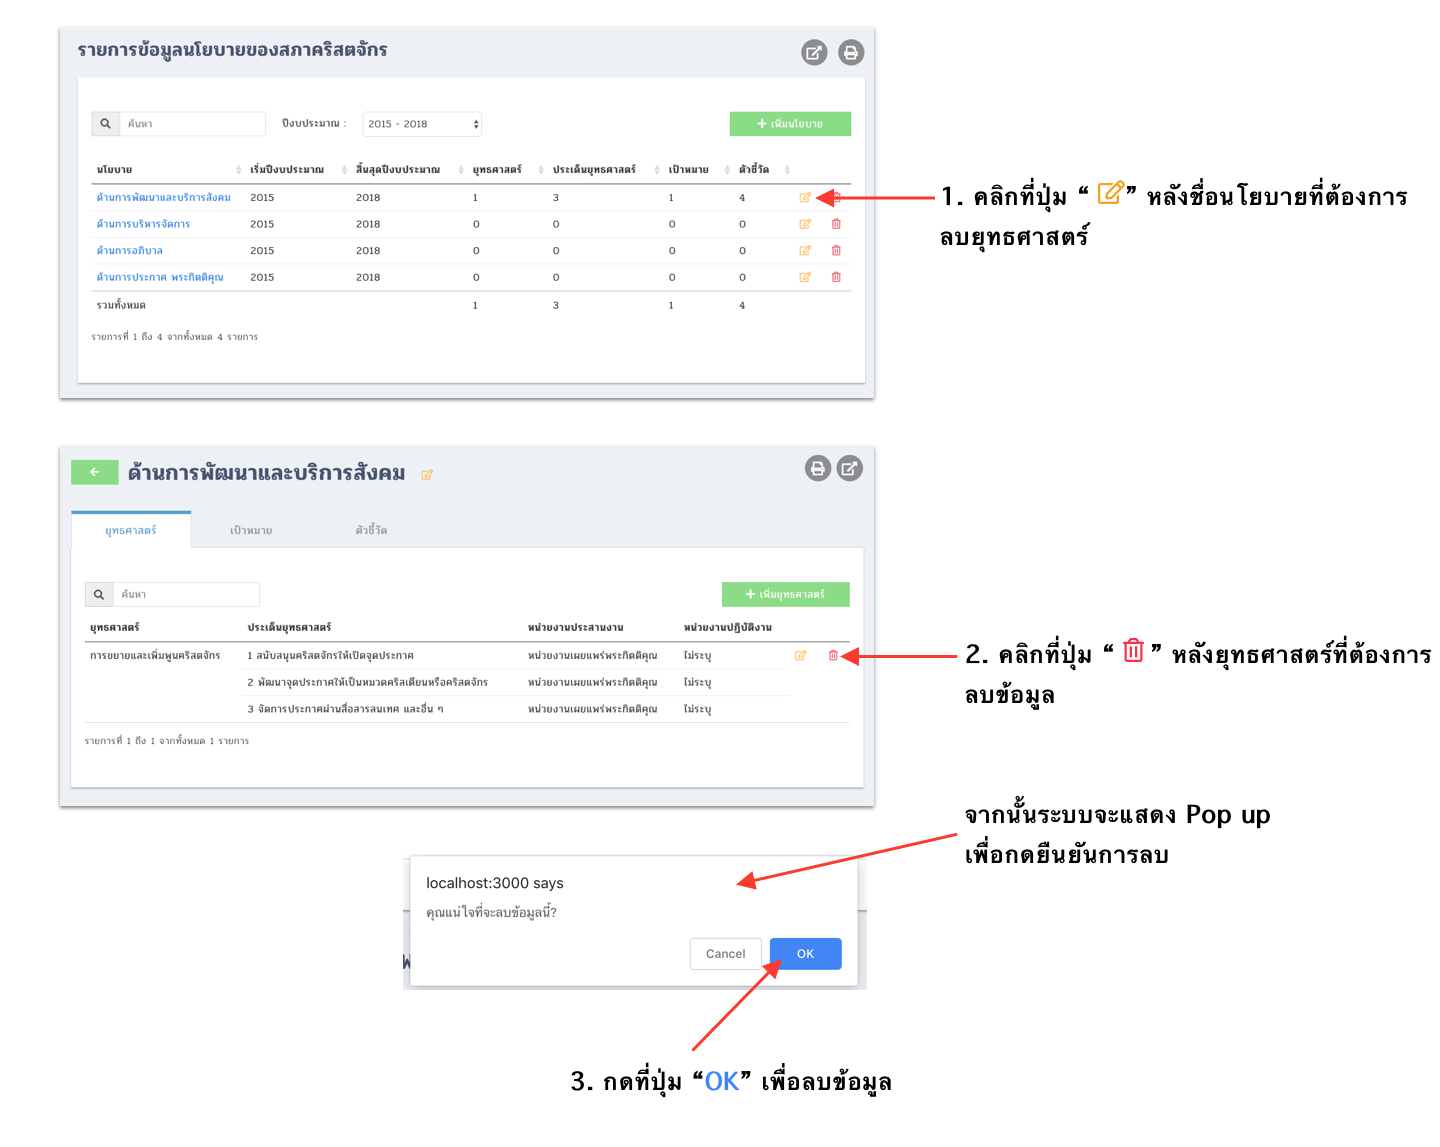 รายการข้อมูลนโยบายของสภาคริสตจักร
ค้นหา ปีงบประมาณ : 2015 - 2018 เพิ่มนโยบาย
นโยบาย เริ่มปีงบประมาณ สิ้นสุดปีงบประมาณ ยุทธศาสตร์ ประเด็นยุทธศาสตร์ เป้าหมาย ตัวชี้วัด
ด้านการพัฒนาและบริการสังคม 2015 2018 1 3 1 4
ด้านการบริหารจัดการ 2015 2018 0 0 0 0
ด้านการอภิบาล 2015 2018 0 0 0 0
ด้านการประกาศ พระกิตติคุณ 2015 2018 0 0 0 0
รวมทั้งหมด 1 3 1 4
รายการที่ 1 ถึง 4 จากทั้งหมด 4 รายการ
1. คลิกที่ปุ่ม “ ” หลังชื่อนโยบายที่ต้องการ
ลบยุทธศาสตร์
ด้านการพัฒนาและบริการสังคม
ยุทธศาสตร์ เป้าหมาย ตัวชี้วัด
ค้นหา เพิ่มยุทธศาสตร์
ยุทธศาสตร์ ประเด็นยุทธศาสตร์ หน่วยงานประสานงาน หน่วยงานปฏิบัติงาน
การขยายและเพิ่มพูนคริสตจักร 1 สนับสนุนคริสตจักรให้เปิดจุดประกาศ หน่วยงานเผยแพร่พระกิตติคุณ ไม่ระบุ
2 พัฒนาจุดประกาศให้เป็นหมวดคริสเตียนหรือคริสตจักร หน่วยงานเผยแพร่พระกิตติคุณ ไม่ระบุ
3 จัดการประกาศผ่านสื่อสารสนเทศ และอื่น ๆ หน่วยงานเผยแพร่พระกิตติคุณ ไม่ระบุ
รายการที่ 1 ถึง 1 จากทั้งหมด 1 รายการ
2. คลิกที่ปุ่ม “ ” หลังยุทธศาสตร์ที่ต้องการ
ลบข้อมูล
จากนั้นระบบจะแสดง Pop up
เพื่อกดยืนยันการลบ
localhost:3000 says
คุณแน่ใจที่จะลบข้อมูลนี้?
Cancel OK
3. กดที่ปุ่ม “OK” เพื่อลบข้อมูล